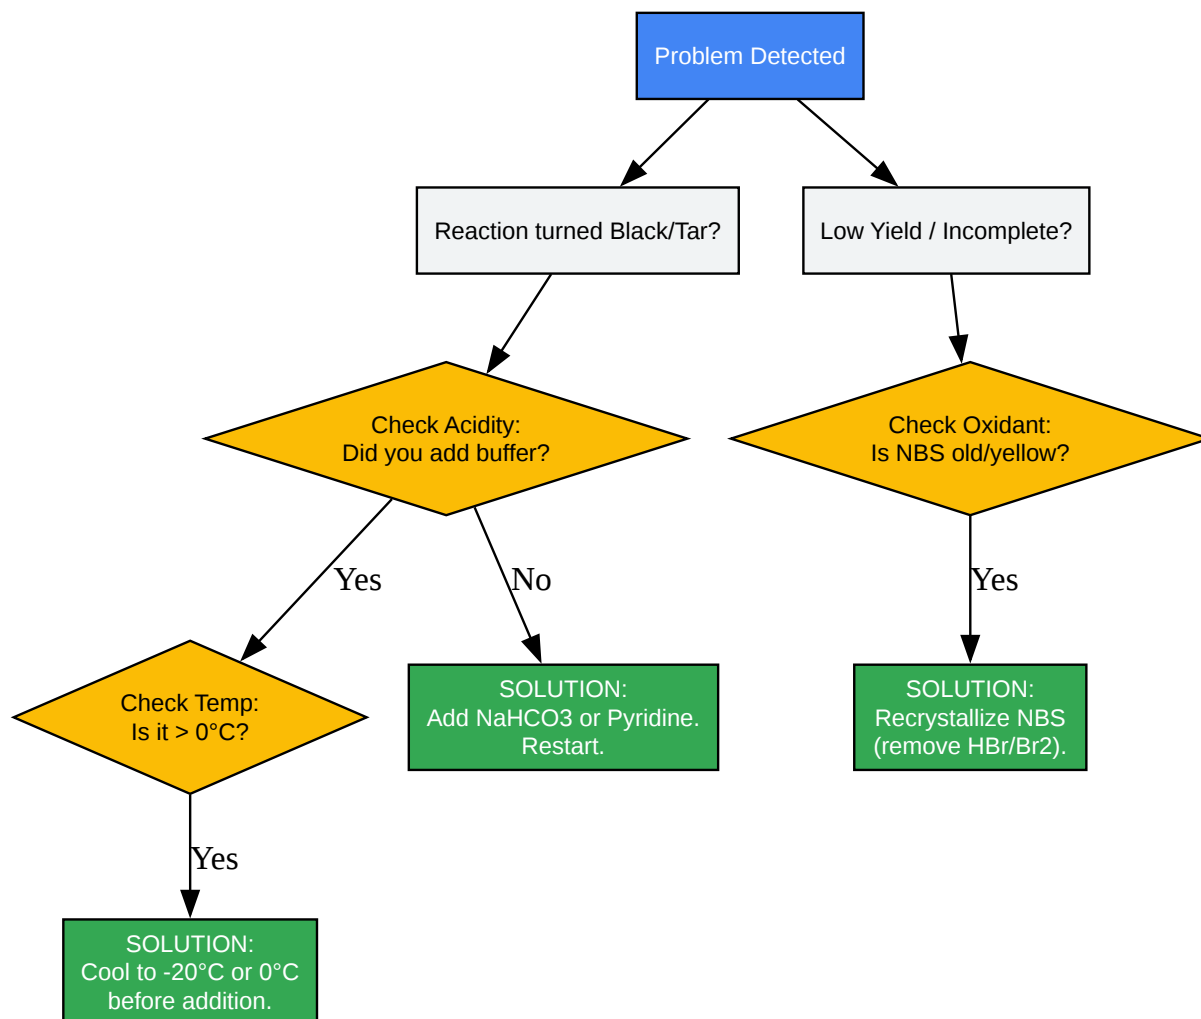 Problem Detected
Reaction turned Black/Tar?
Low Yield / Incomplete?
Check Acidity:
Did you add buffer?
Check Oxidant:
Is NBS old/yellow?
Yes
No
Yes
Check Temp:
Is it > 0°C?
SOLUTION:
Add NaHCO3 or Pyridine.
Restart.
SOLUTION:
Recrystallize NBS
(remove HBr/Br2).
Yes
SOLUTION:
Cool to -20°C or 0°C
before addition.